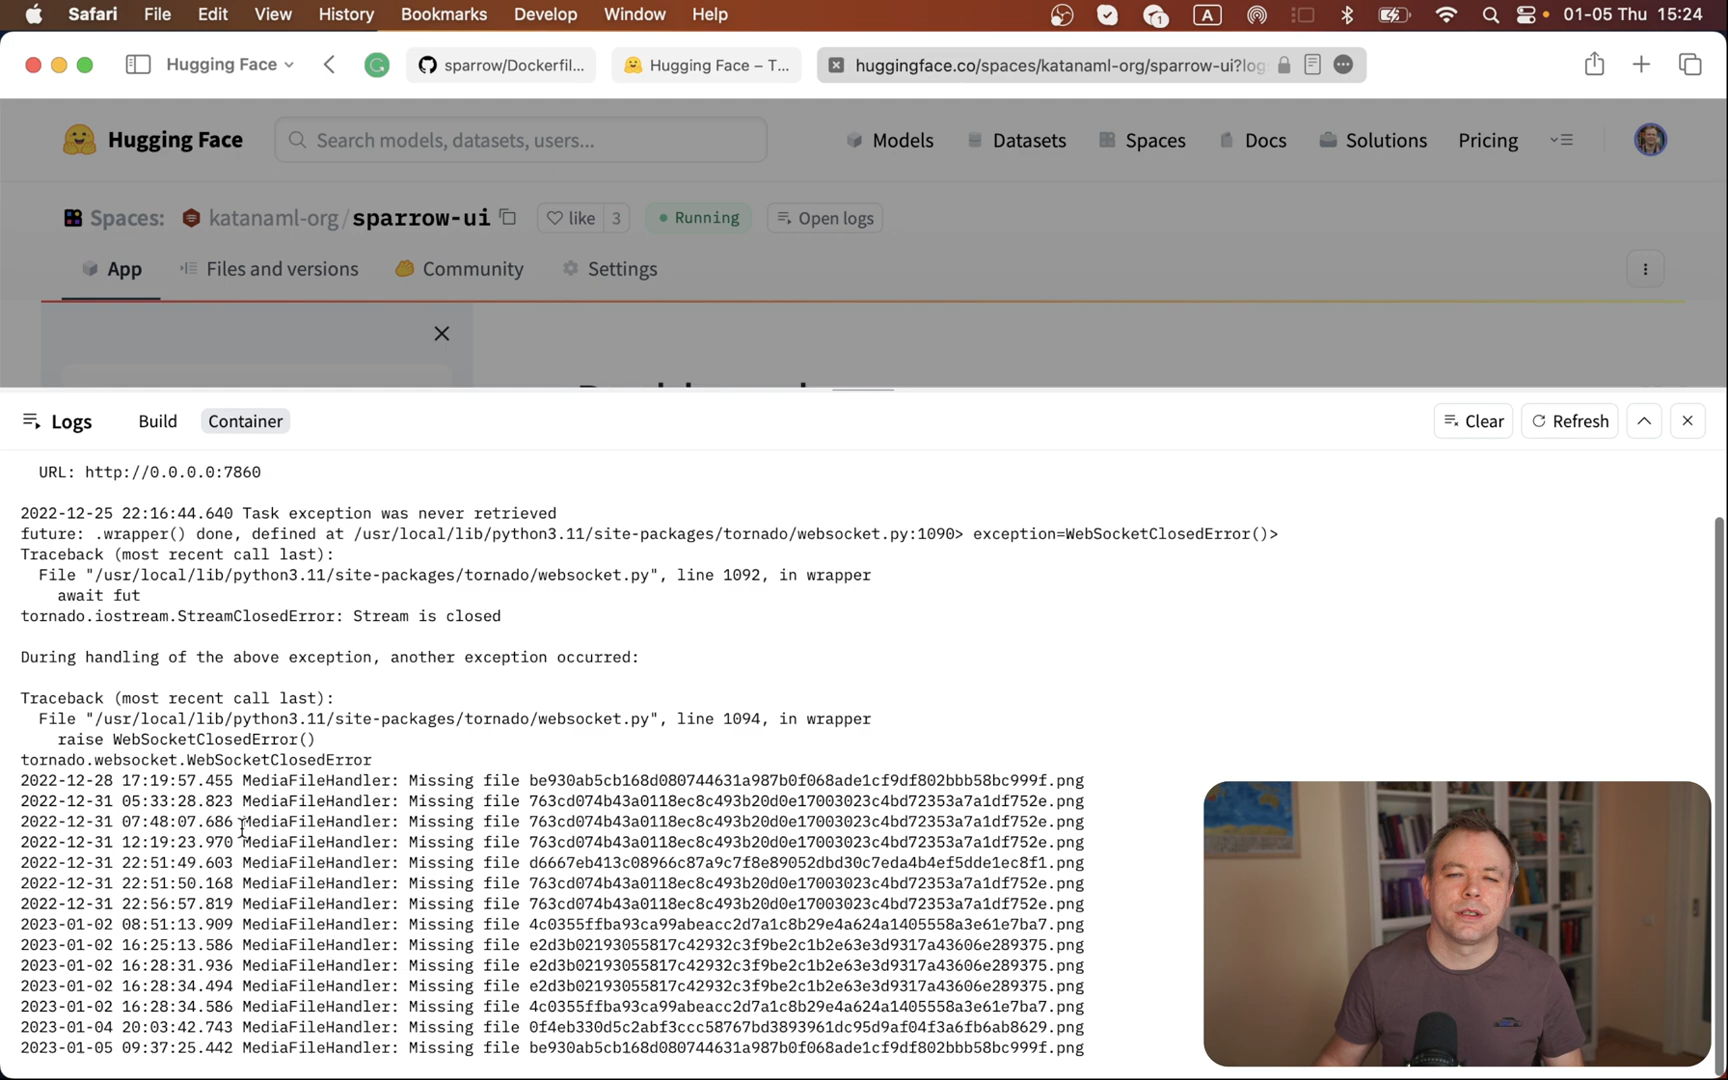 Safari File Edit View History Bookmarks Develop Window Help 1 A 01-05 Thu 15:24
Hugging Face sparrow/Dockerfil... Hugging Face – T... huggingface.co/spaces/katanaml-org/sparrow-ui?log
Hugging Face Search models, datasets, users... Models Datasets Spaces Docs Solutions Pricing
Spaces: katanaml-org/sparrow-ui like 3 Running Open logs
App Files and versions Community Settings
Logs Build Container Clear Refresh
URL: http://0.0.0.0:7860
2022-12-25 22:16:44.640 Task exception was never retrieved
future: .wrapper() done, defined at /usr/local/lib/python3.11/site-packages/tornado/websocket.py:1090> exception=WebSocketClosedError()>
Traceback (most recent call last):
File "/usr/local/lib/python3.11/site-packages/tornado/websocket.py", line 1092, in wrapper
await fut
tornado.iostream.StreamClosedError: Stream is closed
During handling of the above exception, another exception occurred:
Traceback (most recent call last):
File "/usr/local/lib/python3.11/site-packages/tornado/websocket.py", line 1094, in wrapper
raise WebSocketClosedError()
tornado.websocket.WebSocketClosedError
2022-12-28 17:19:57.455 MediaFileHandler: Missing file be930ab5cb168d080744631a987b0f068ade1cf9df802bbb58bc999f.png
2022-12-31 05:33:28.823 MediaFileHandler: Missing file 763cd074b43a0118ec8c493b20d0e17003023c4bd72353a7a1df752e.png
2022-12-31 07:48:07.686 MediaFileHandler: Missing file 763cd074b43a0118ec8c493b20d0e17003023c4bd72353a7a1df752e.png
2022-12-31 12:19:23.970 MediaFileHandler: Missing file 763cd074b43a0118ec8c493b20d0e17003023c4bd72353a7a1df752e.png
2022-12-31 22:51:49.603 MediaFileHandler: Missing file d6667eb413c08966c87a9c7f8e89052dbd30c7eda4b4ef5dde1ec8f1.png
2022-12-31 22:51:50.168 MediaFileHandler: Missing file 763cd074b43a0118ec8c493b20d0e17003023c4bd72353a7a1df752e.png
2022-12-31 22:56:57.819 MediaFileHandler: Missing file 763cd074b43a0118ec8c493b20d0e17003023c4bd72353a7a1df752e.png
2023-01-02 08:51:13.909 MediaFileHandler: Missing file 4c0355ffba93ca99abeacc2d7a1c8b29e4a624a1405558a3e61e7ba7.png
2023-01-02 16:25:13.586 MediaFileHandler: Missing file e2d3b02193055817c42932c3f9be2c1b2e63e3d9317a43606e289375.png
2023-01-02 16:28:31.936 MediaFileHandler: Missing file e2d3b02193055817c42932c3f9be2c1b2e63e3d9317a43606e289375.png
2023-01-02 16:28:34.494 MediaFileHandler: Missing file e2d3b02193055817c42932c3f9be2c1b2e63e3d9317a43606e289375.png
2023-01-02 16:28:34.586 MediaFileHandler: Missing file 4c0355ffba93ca99abeacc2d7a1c8b29e4a624a1405558a3e61e7ba7.png
2023-01-04 20:03:42.743 MediaFileHandler: Missing file 0f4eb330d5c2abf3ccc58767bd3893961dc95d9af04f3a6fb6ab8629.png
2023-01-05 09:37:25.442 MediaFileHandler: Missing file be930ab5cb168d080744631a987b0f068ade1cf9df802bbb58bc999f.png